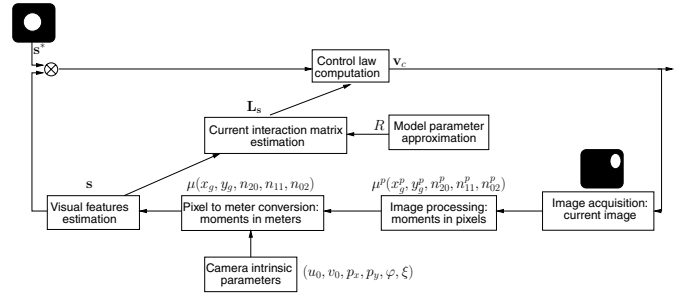 s*
Control law
computation
v_c
L_s
Current interaction matrix
estimation
R
Model parameter
approximation
s
μ(x_g, y_g, n_20, n_11, n_02)
μ^p(x_g^p, y_g^p, n_20^p, n_11^p, n_02^p)
Visual features
estimation
Pixel to meter conversion:
moments in meters
Image processing:
moments in pixels
Image acquisition:
current image
Camera intrinsic
parameters
(u_0, v_0, p_x, p_y, φ, ξ)